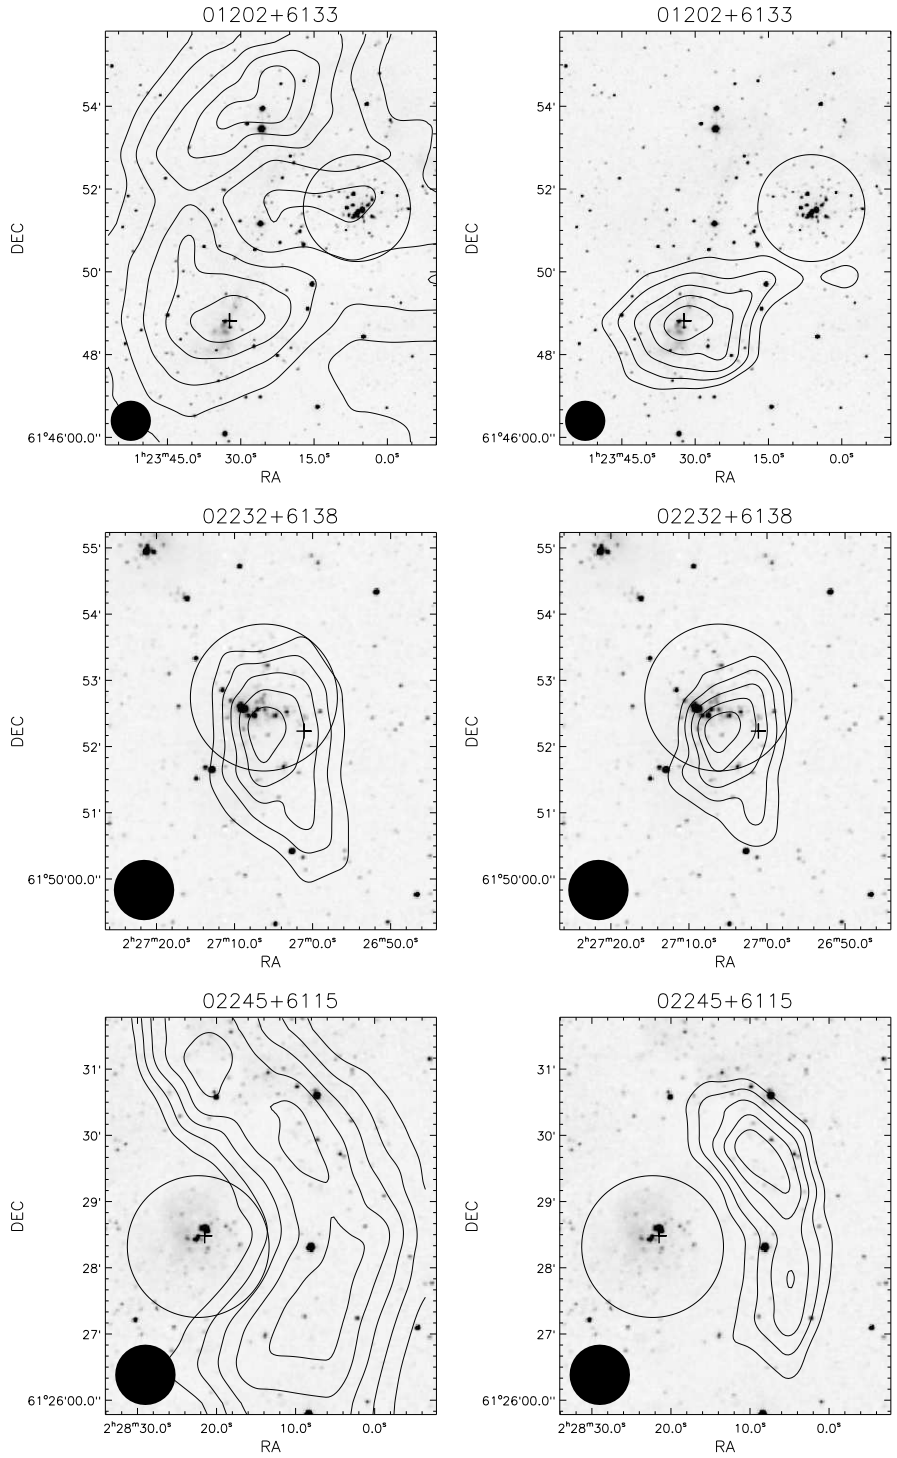 01202+6133 01202+6133
54' 54'
52' 52'
DEC DEC
50' 50'
48' 48'
61°46'00.0" 61°46'00.0"
1ʰ23ᵐ45.0ˢ 30.0ˢ 15.0ˢ 0.0ˢ 1ʰ23ᵐ45.0ˢ 30.0ˢ 15.0ˢ 0.0ˢ
RA RA
02232+6138 02232+6138
55' 55'
54' 54'
53' 53'
DEC DEC
52' 52'
51' 51'
61°50'00.0" 61°50'00.0"
2ʰ27ᵐ20.0ˢ 27ᵐ10.0ˢ 27ᵐ0.0ˢ 26ᵐ50.0ˢ 2ʰ27ᵐ20.0ˢ 27ᵐ10.0ˢ 27ᵐ0.0ˢ 26ᵐ50.0ˢ
RA RA
02245+6115 02245+6115
31' 31'
30' 30'
29' 29'
DEC DEC
28' 28'
27' 27'
61°26'00.0" 61°26'00.0"
2ʰ28ᵐ30.0ˢ 20.0ˢ 10.0ˢ 0.0ˢ 2ʰ28ᵐ30.0ˢ 20.0ˢ 10.0ˢ 0.0ˢ
RA RA